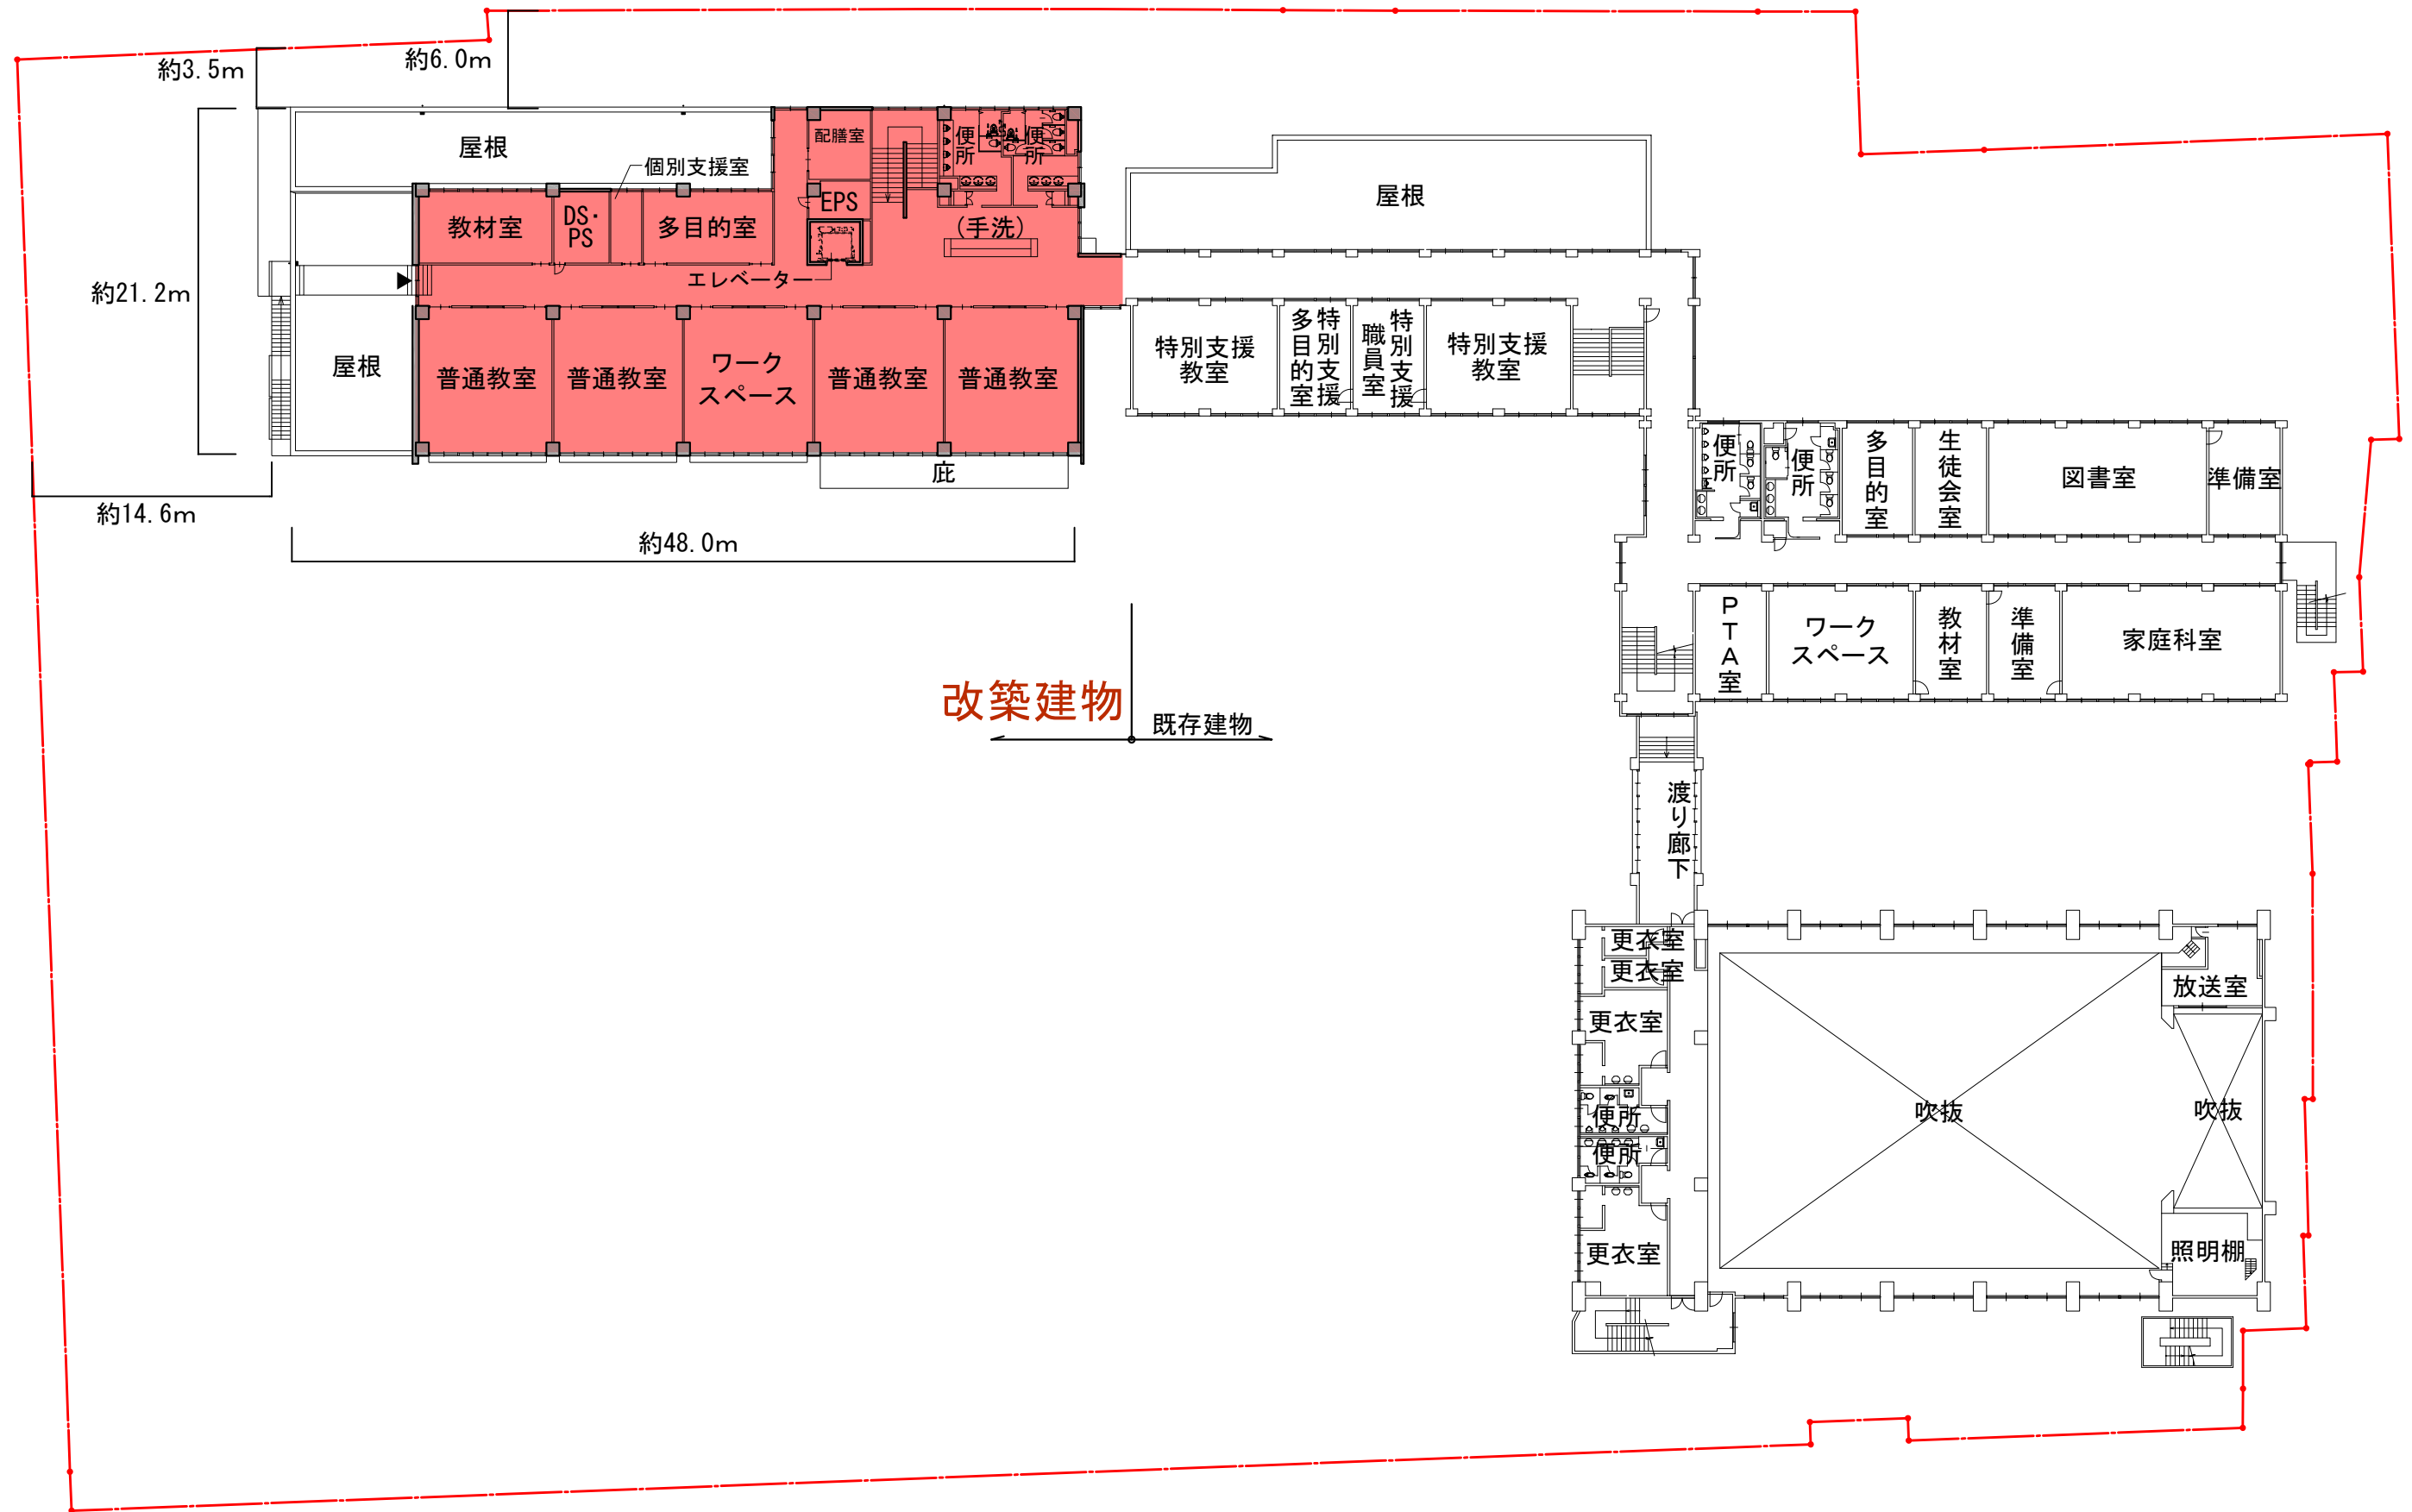 約3.5m
約6.0m
屋根
個別支援室
配膳室
便所
便所
教材室
DS・
PS
多目的室
EPS
(手洗)
エレベーター
約21.2m
屋根
普通教室
普通教室
ワーク
スペース
普通教室
普通教室
庇
約14.6m
約48.0m
屋根
特別支援
教室
特別支援
多目的室
特別支援
職員室
特別支援
教室
便所
便所
多目的室
生徒会室
図書室
準備室
PTA室
ワーク
スペース
教材室
準備室
家庭科室
改築建物
既存建物
渡り廊下
更衣室
更衣室
更衣室
便所
便所
更衣室
吹抜
放送室
吹抜
照明棚